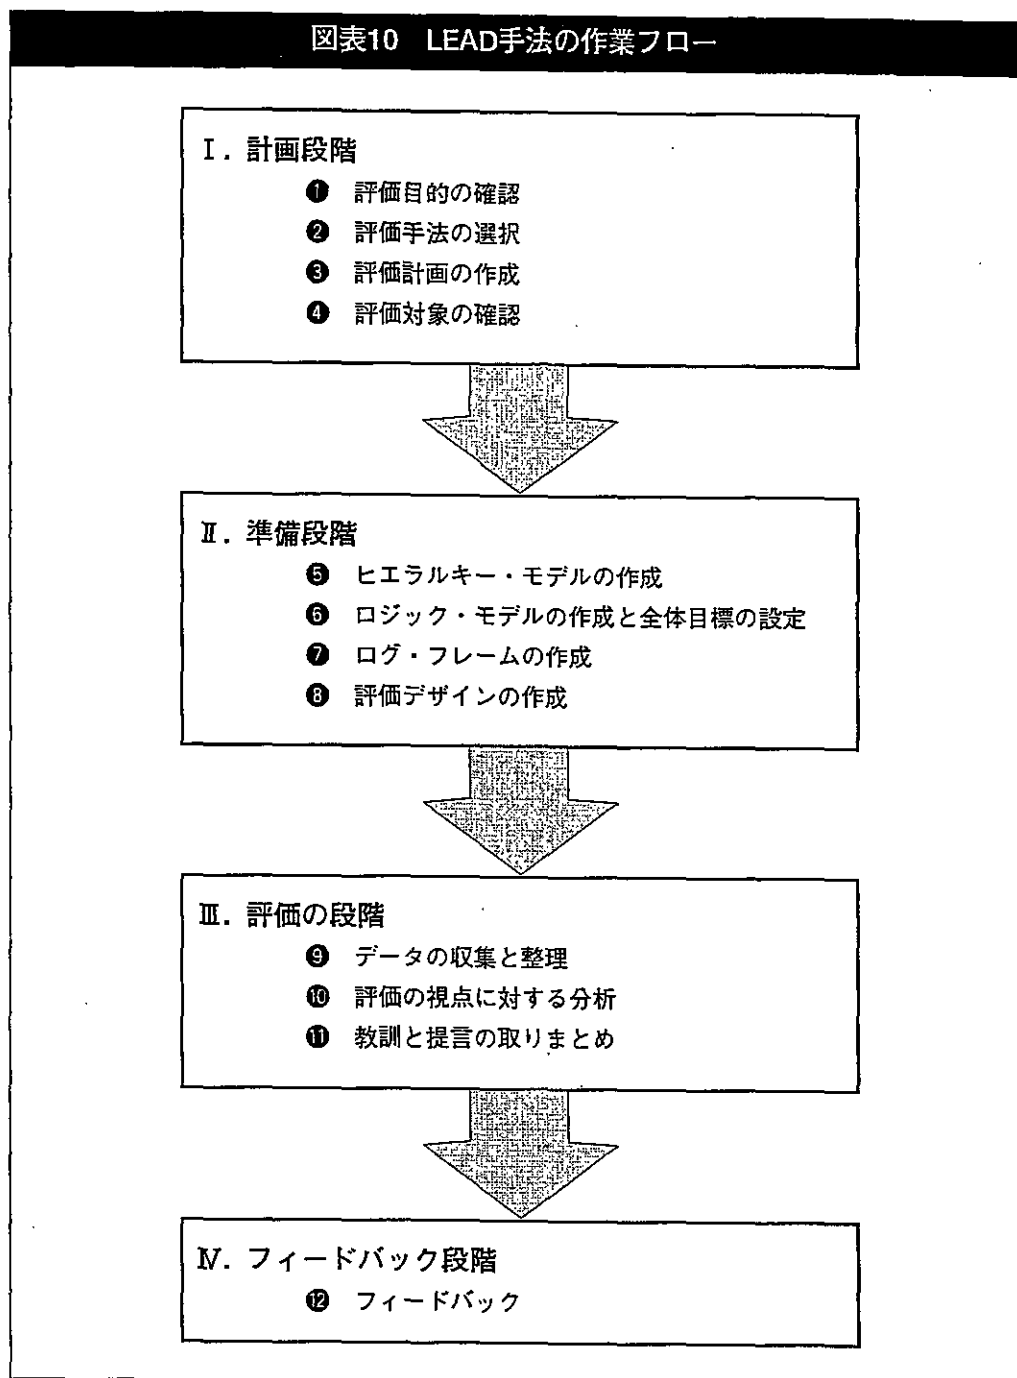 図表10　LEAD手法の作業フロー
Ⅰ. 計画段階
❶　評価目的の確認
❷　評価手法の選択
❸　評価計画の作成
❹　評価対象の確認
Ⅱ. 準備段階
❺　ヒエラルキー・モデルの作成
❻　ロジック・モデルの作成と全体目標の設定
❼　ログ・フレームの作成
❽　評価デザインの作成
Ⅲ. 評価の段階
❾　データの収集と整理
❿　評価の視点に対する分析
⓫　教訓と提言の取りまとめ
Ⅳ. フィードバック段階
⓬　フィードバック